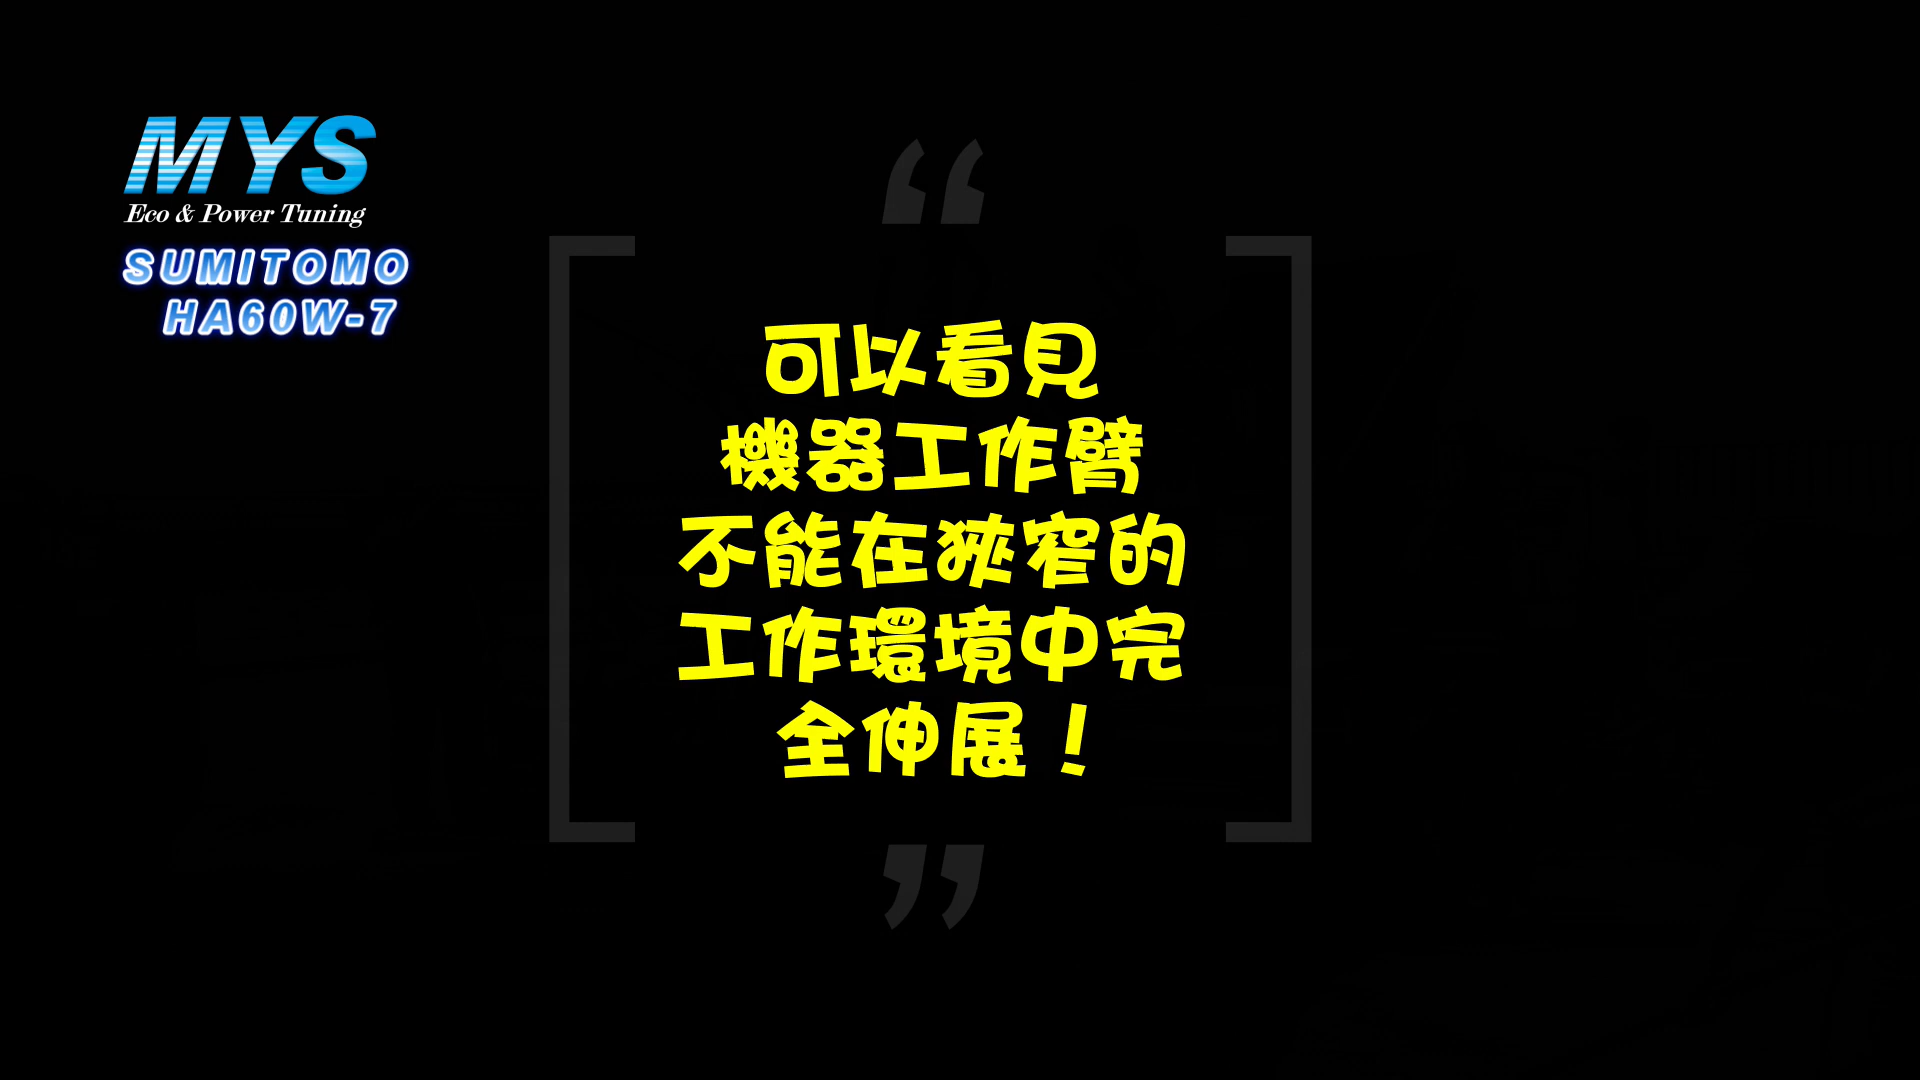 MYS
Eco & Power Tuning
SUMITOMO
HA60W-7
“
可以看見
機器工作臂
不能在狹窄的
工作環境中完
全伸展！
”